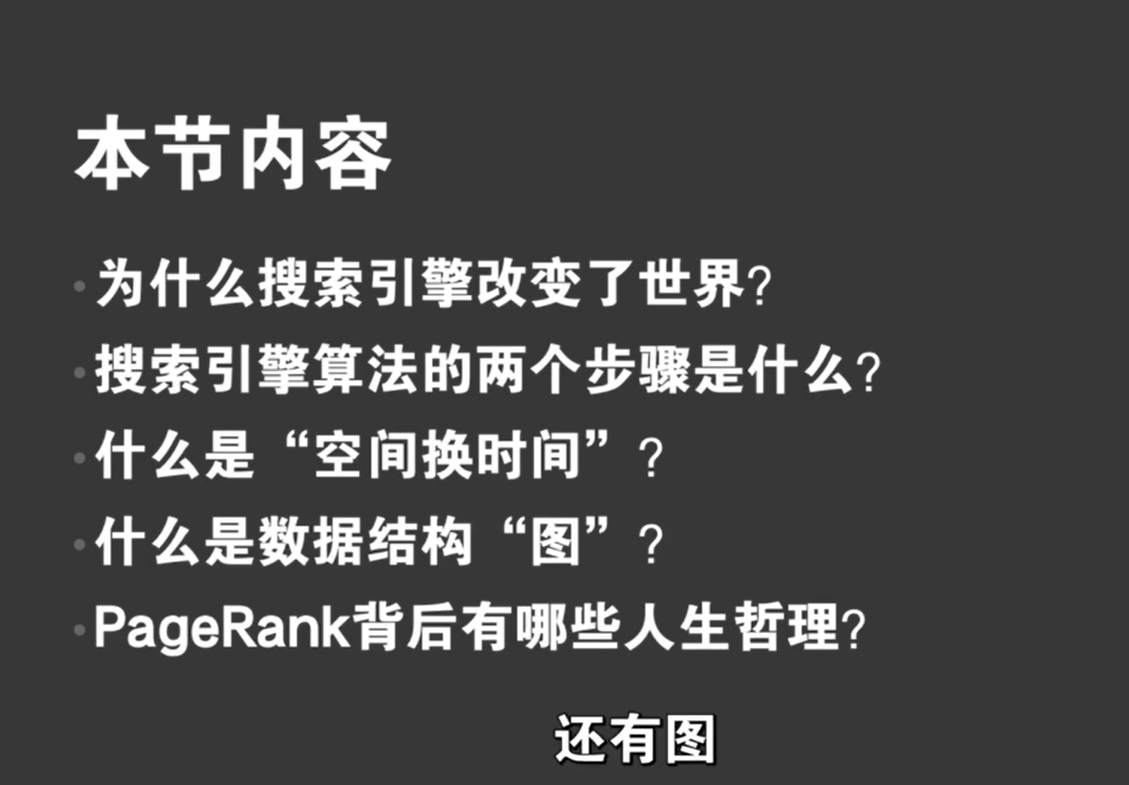 本节内容
为什么搜索引擎改变了世界?
搜索引擎算法的两个步骤是什么?
什么是“空间换时间”?
什么是数据结构“图”?
PageRank背后有哪些人生哲理?
还有图